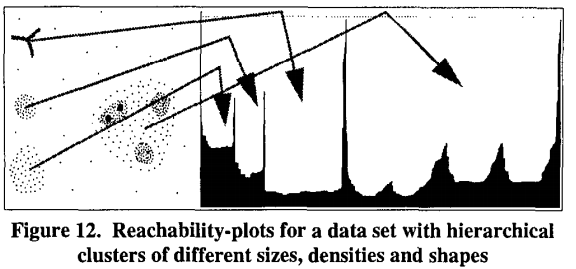 Figure 12. Reachability-plots for a data set with hierarchical
clusters of different sizes, densities and shapes